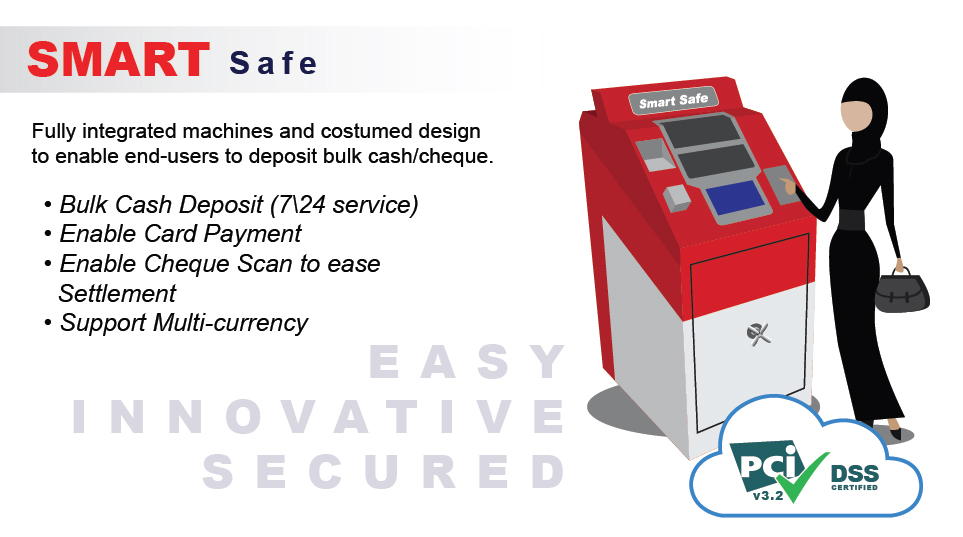 SMART Safe
Fully integrated machines and costumed design
to enable end-users to deposit bulk cash/cheque.
• Bulk Cash Deposit (7\24 service)
• Enable Card Payment
• Enable Cheque Scan to ease
Settlement
• Support Multi-currency
EASY
INNOVATIVE
SECURED
Smart Safe
PCi
v3.2
DSS
CERTIFIED